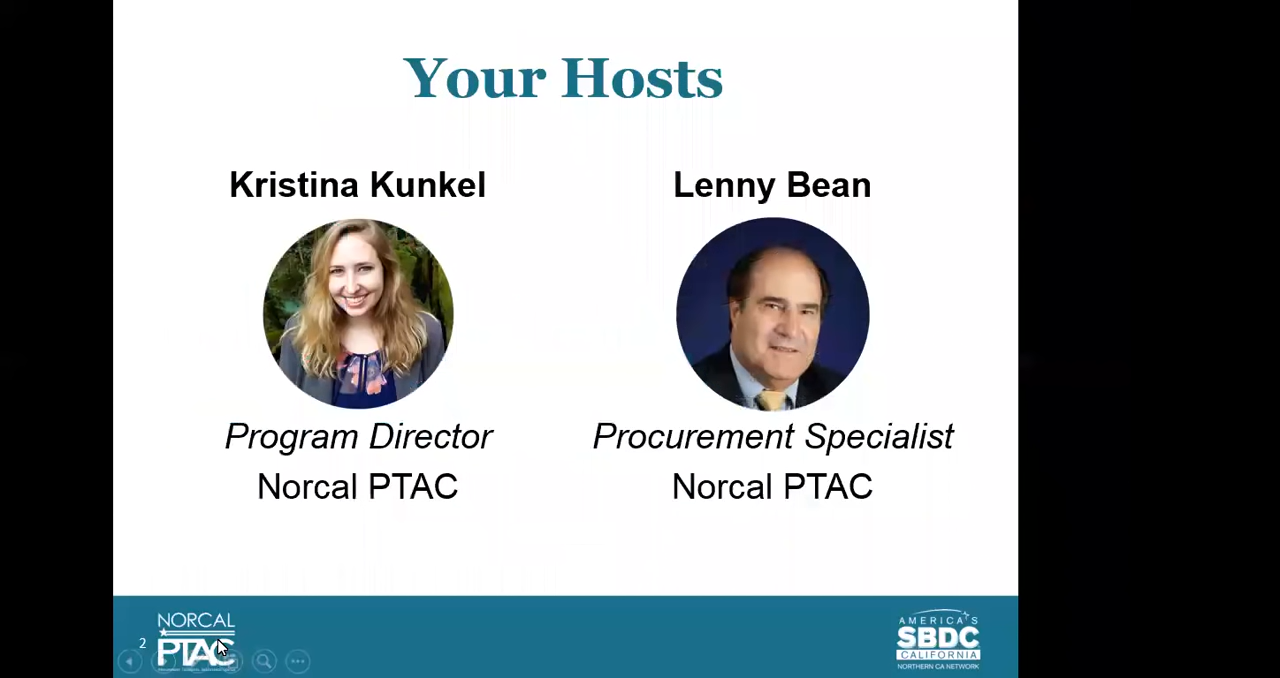 Your Hosts
Kristina Kunkel
Lenny Bean
Program Director
Procurement Specialist
Norcal PTAC
Norcal PTAC
2
NORCAL
PTAC
AMERICA'S
SBDC
CALIFORNIA
NORTHERN CA NETWORK